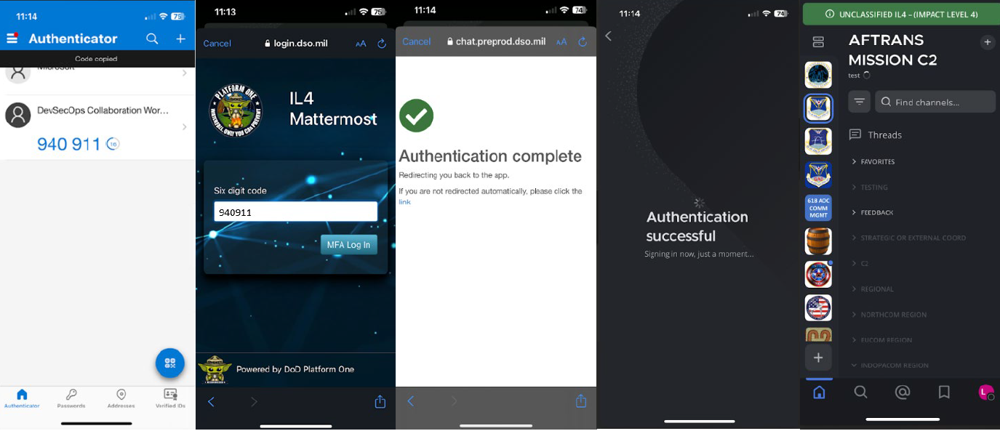 11:14
75
Authenticator
Code copied
Microsoft
DevSecOps Collaboration Wor...
940 911
16
Authenticator
Passwords
Addresses
Verified IDs
11:13
75
Cancel
login.dso.mil
AA
PLATFORM ONE
IL4
Mattermost
Six digit code
940911
MFA Log In
Powered by DoD Platform One
11:14
74
Cancel
chat.preprod.dso.mil
AA
Authentication complete
Redirecting you back to the app.
If you are not redirected automatically, please click the
link
11:14
74
Authentication
successful
Signing in now, just a moment...
UNCLASSIFIED IL4 - (IMPACT LEVEL 4)
AFTRANS
MISSION C2
test
Find channels...
Threads
FAVORITES
TESTING
FEEDBACK
618 AOC
COMM
MGMT
STRATEGIC OR EXTERNAL COORD
C2
REGIONAL
NORTHCOM REGION
EUCOM REGION
INDOPACOM REGION
L